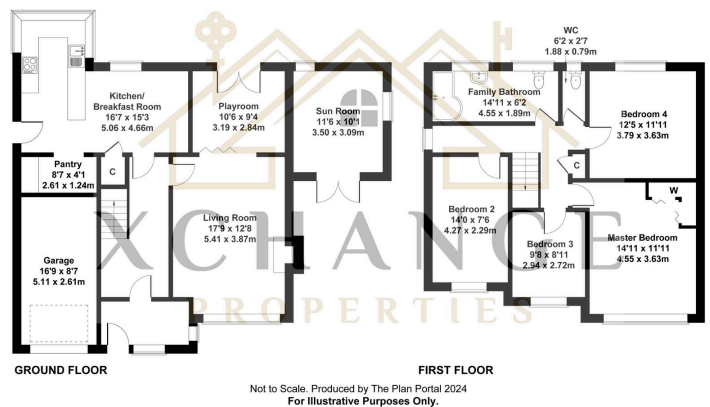 WC
6'2 x 2'7
1.88 x 0.79m
Kitchen/
Breakfast Room
16'7 x 15'3
5.06 x 4.66m
Playroom
10'6 x 9'4
3.19 x 2.84m
Sun Room
11'6 x 10'1
3.50 x 3.09m
Family Bathroom
14'11 x 6'2
4.55 x 1.89m
Bedroom 4
12'5 x 11'11
3.79 x 3.63m
Pantry
8'7 x 4'1
2.61 x 1.24m
C
C
W
Living Room
17'9 x 12'8
5.41 x 3.87m
Bedroom 2
14'0 x 7'6
4.27 x 2.29m
Bedroom 3
9'8 x 8'11
2.94 x 2.72m
Master Bedroom
14'11 x 11'11
4.55 x 3.63m
Garage
16'9 x 8'7
5.11 x 2.61m
XCHANGE
PROPERTIES
GROUND FLOOR
FIRST FLOOR
Not to Scale. Produced by The Plan Portal 2024
For Illustrative Purposes Only.